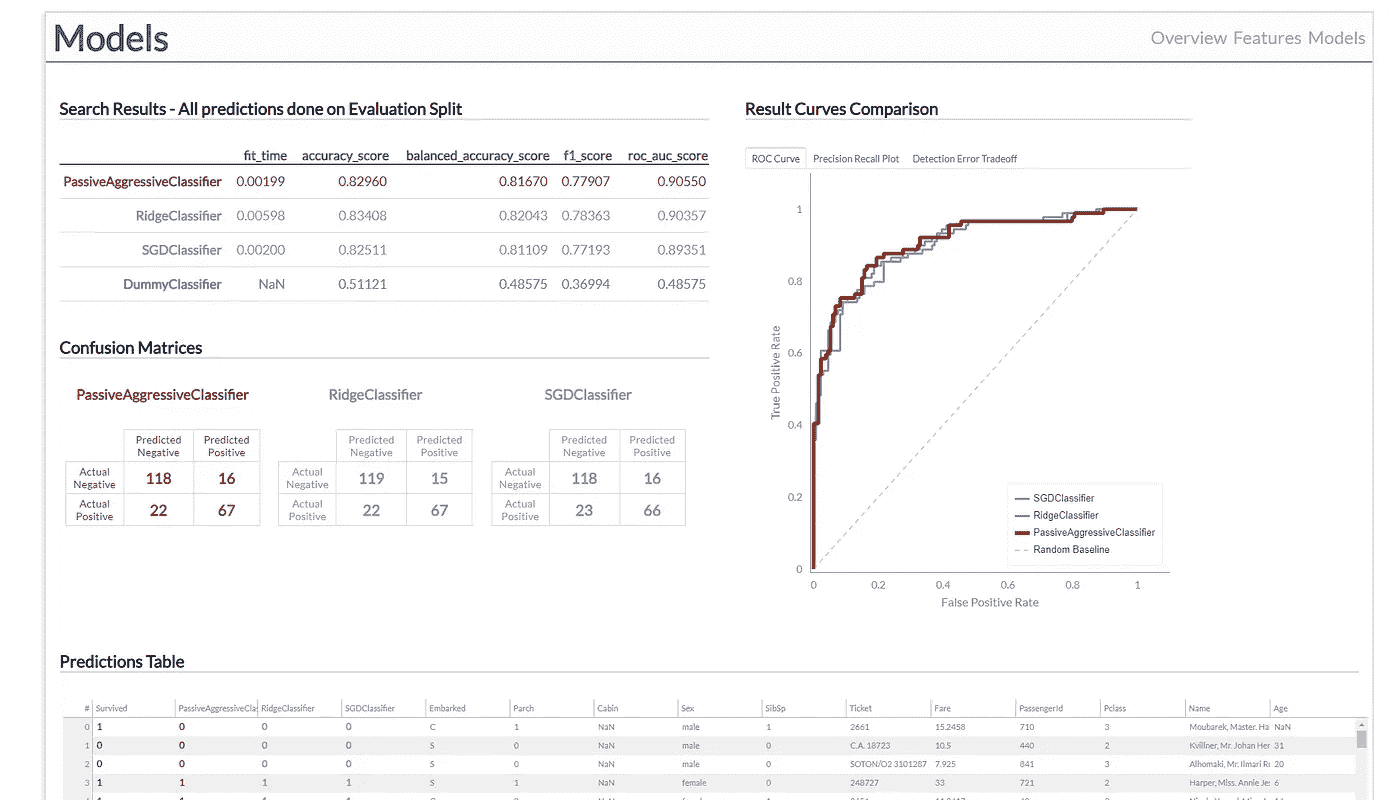 Models
Overview Features Models
Search Results - All predictions done on Evaluation Split
fit_time accuracy_score balanced_accuracy_score f1_score roc_auc_score
PassiveAggressiveClassifier 0.00199 0.82960 0.81670 0.77907 0.90550
RidgeClassifier 0.00598 0.83408 0.82043 0.78363 0.90357
SGDClassifier 0.00200 0.82511 0.81109 0.77193 0.89351
DummyClassifier NaN 0.51121 0.48575 0.36994 0.48575
Confusion Matrices
PassiveAggressiveClassifier
Predicted Negative Predicted Positive
Actual Negative 118 16
Actual Positive 22 67
RidgeClassifier
Predicted Negative Predicted Positive
Actual Negative 119 15
Actual Positive 22 67
SGDClassifier
Predicted Negative Predicted Positive
Actual Negative 118 16
Actual Positive 23 66
Result Curves Comparison
ROC Curve Precision Recall Plot Detection Error Tradeoff
True Positive Rate
1
0.8
0.6
0.4
0.2
0
0 0.2 0.4 0.6 0.8 1
False Positive Rate
SGDClassifier
RidgeClassifier
PassiveAggressiveClassifier
Random Baseline
Predictions Table
# Survived PassiveAggressiveClas RidgeClassifier SGDClassifier Embarked Parch Cabin Sex SibSp Ticket Fare PassengerId Pclass Name Age
0 1 0 0 0 C 1 NaN male 1 2661 15.2458 710 3 Moubarek, Master. Ha NaN
1 0 0 0 0 S 0 NaN male 0 C.A. 18723 10.5 440 2 Kvillner, Mr. Johan Her 31
2 0 0 0 0 S 0 NaN male 0 SOTON/O2 3101287 7.925 841 3 Alhomaki, Mr. Ilmari R 20
3 1 1 1 1 S 1 NaN female 0 248727 33 721 2 Harper, Miss. Annie Je 6